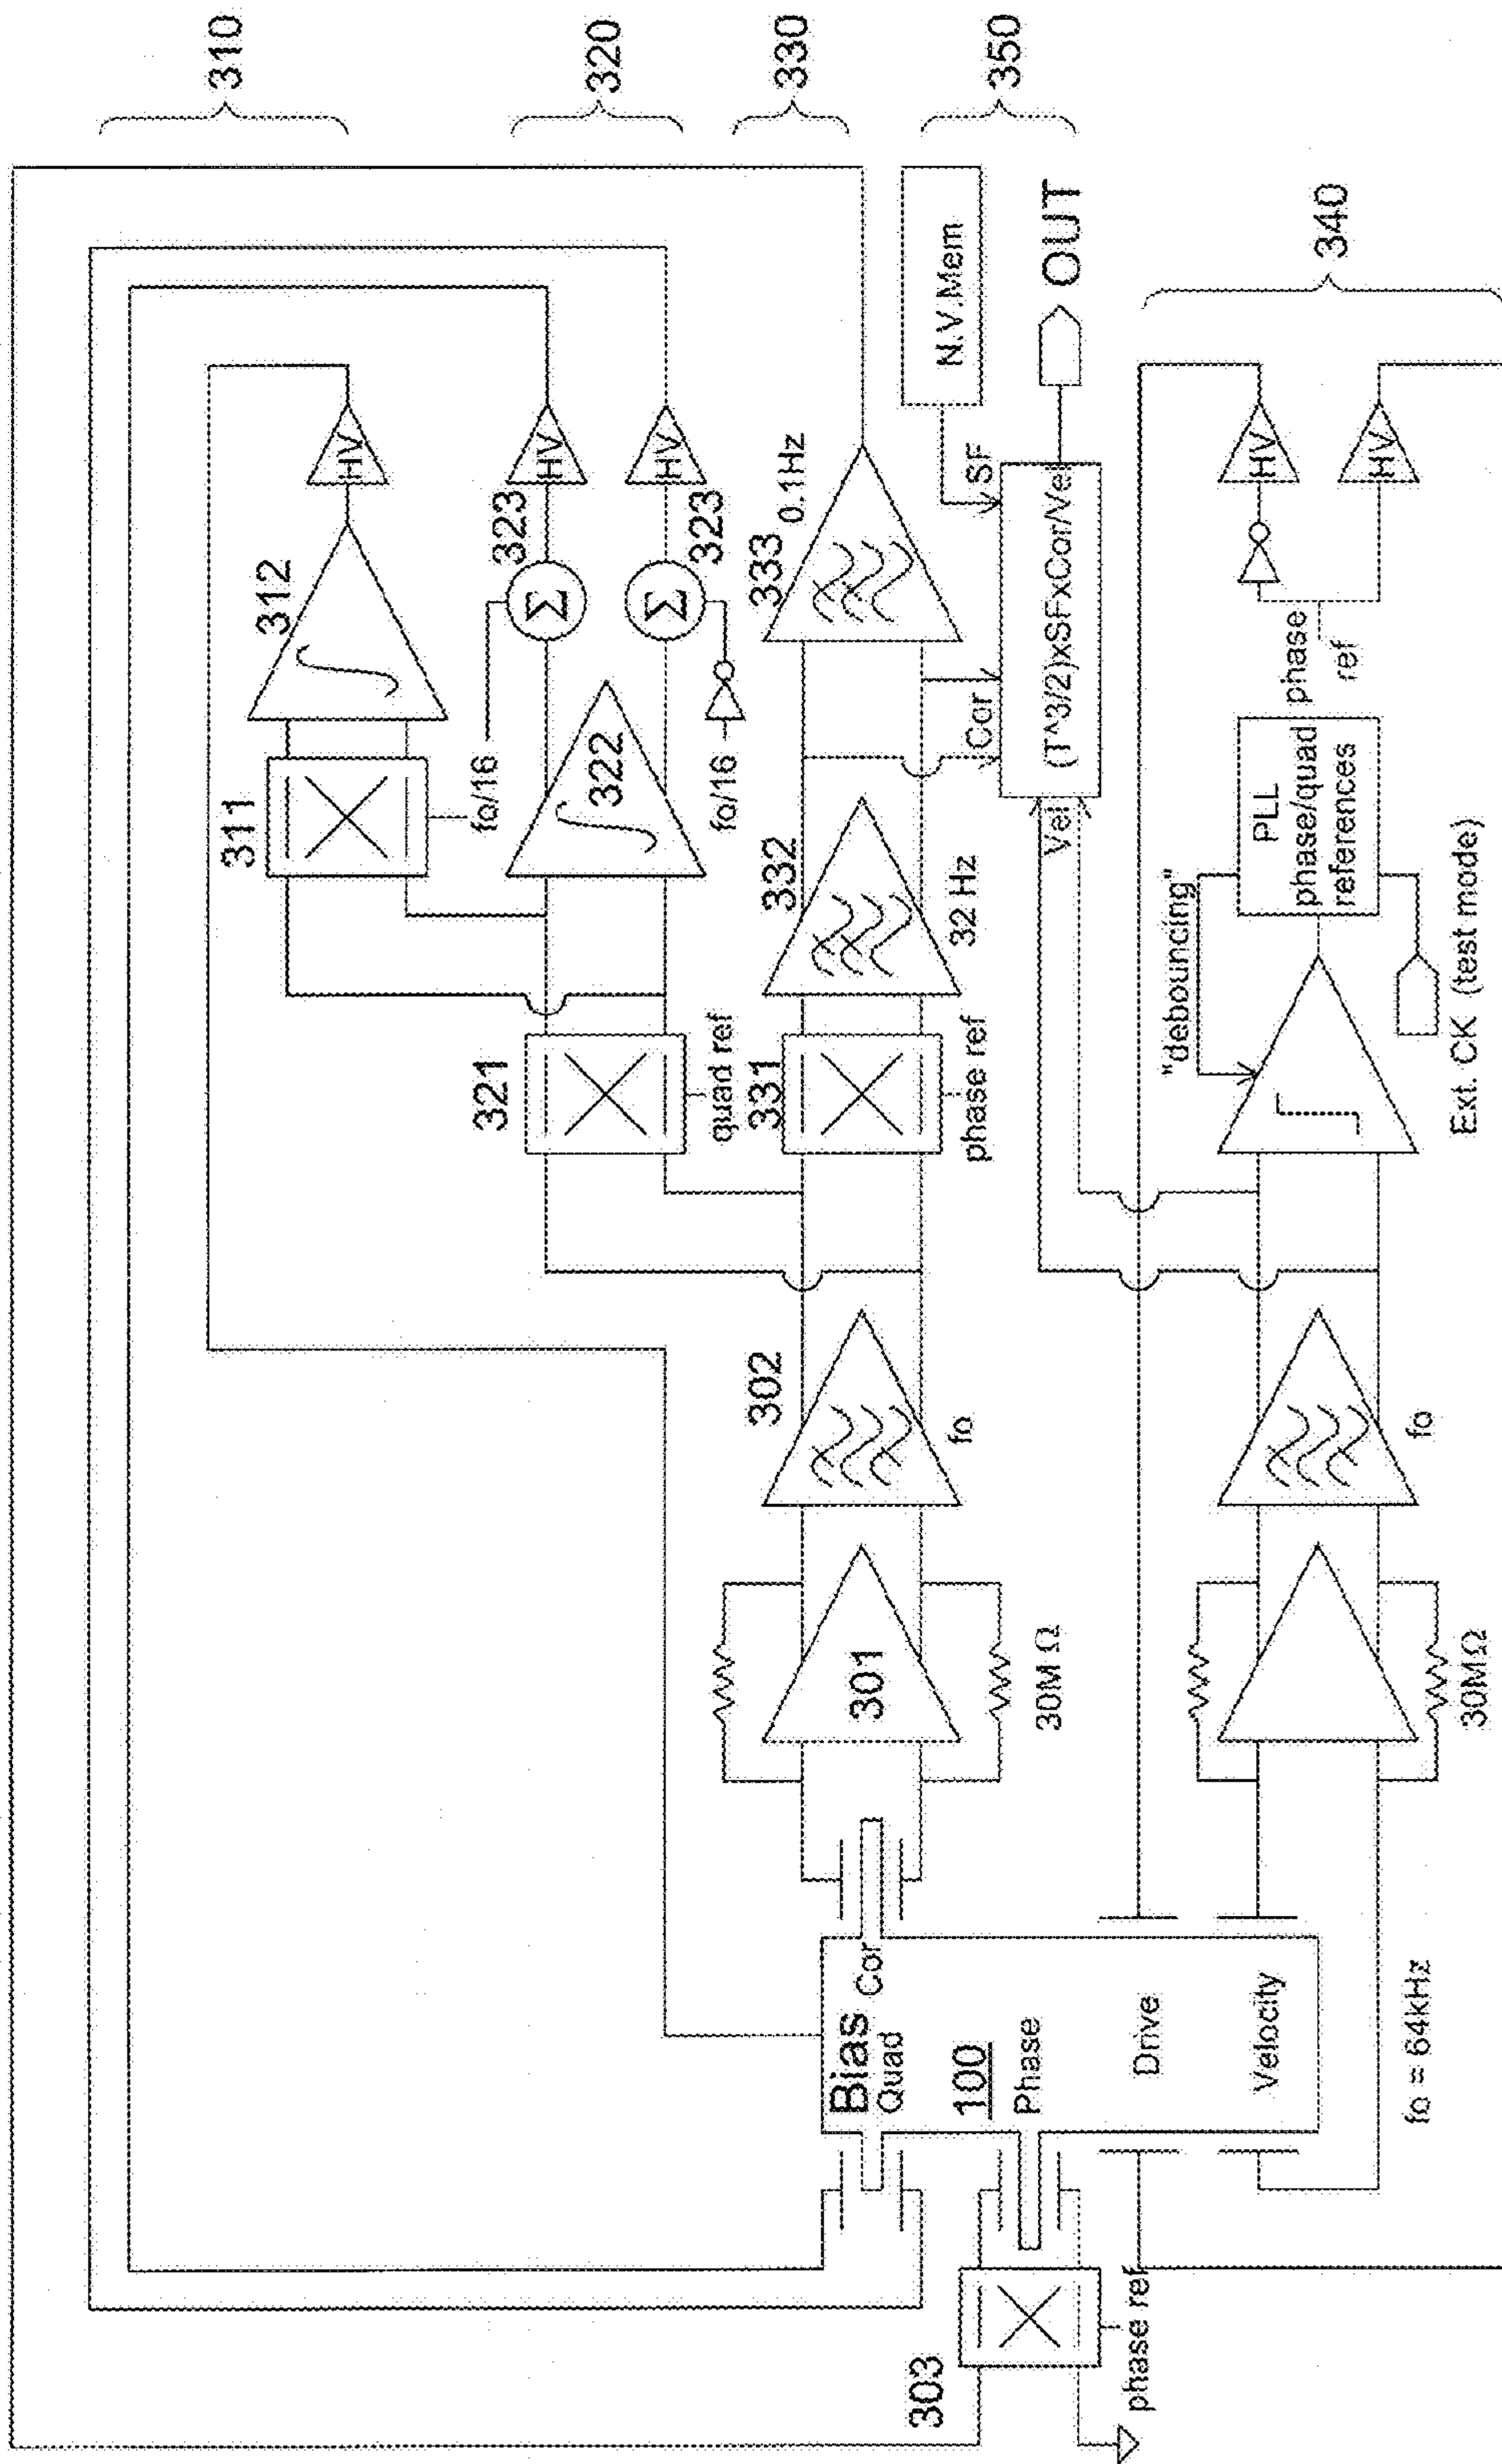 310
320
330
350
340
HV
312
311
fo/16
323
Σ
HV
323
Σ
HV
322
fo/16
321
quad ref
333
0.1Hz
332
32 Hz
331
phase ref
N.V.Mem
SF
OUT
(T^3/2)xSFxCor/Vel
Cor
Vel
302
fo
301
30M Ω
HV
HV
phase
ref
PLL
phase/quad
references
"debouncing"
Ext. CK (test mode)
fo
30MΩ
Bias
Cor
Quad
100
Phase
Drive
Velocity
fo = 64kHz
303
phase ref